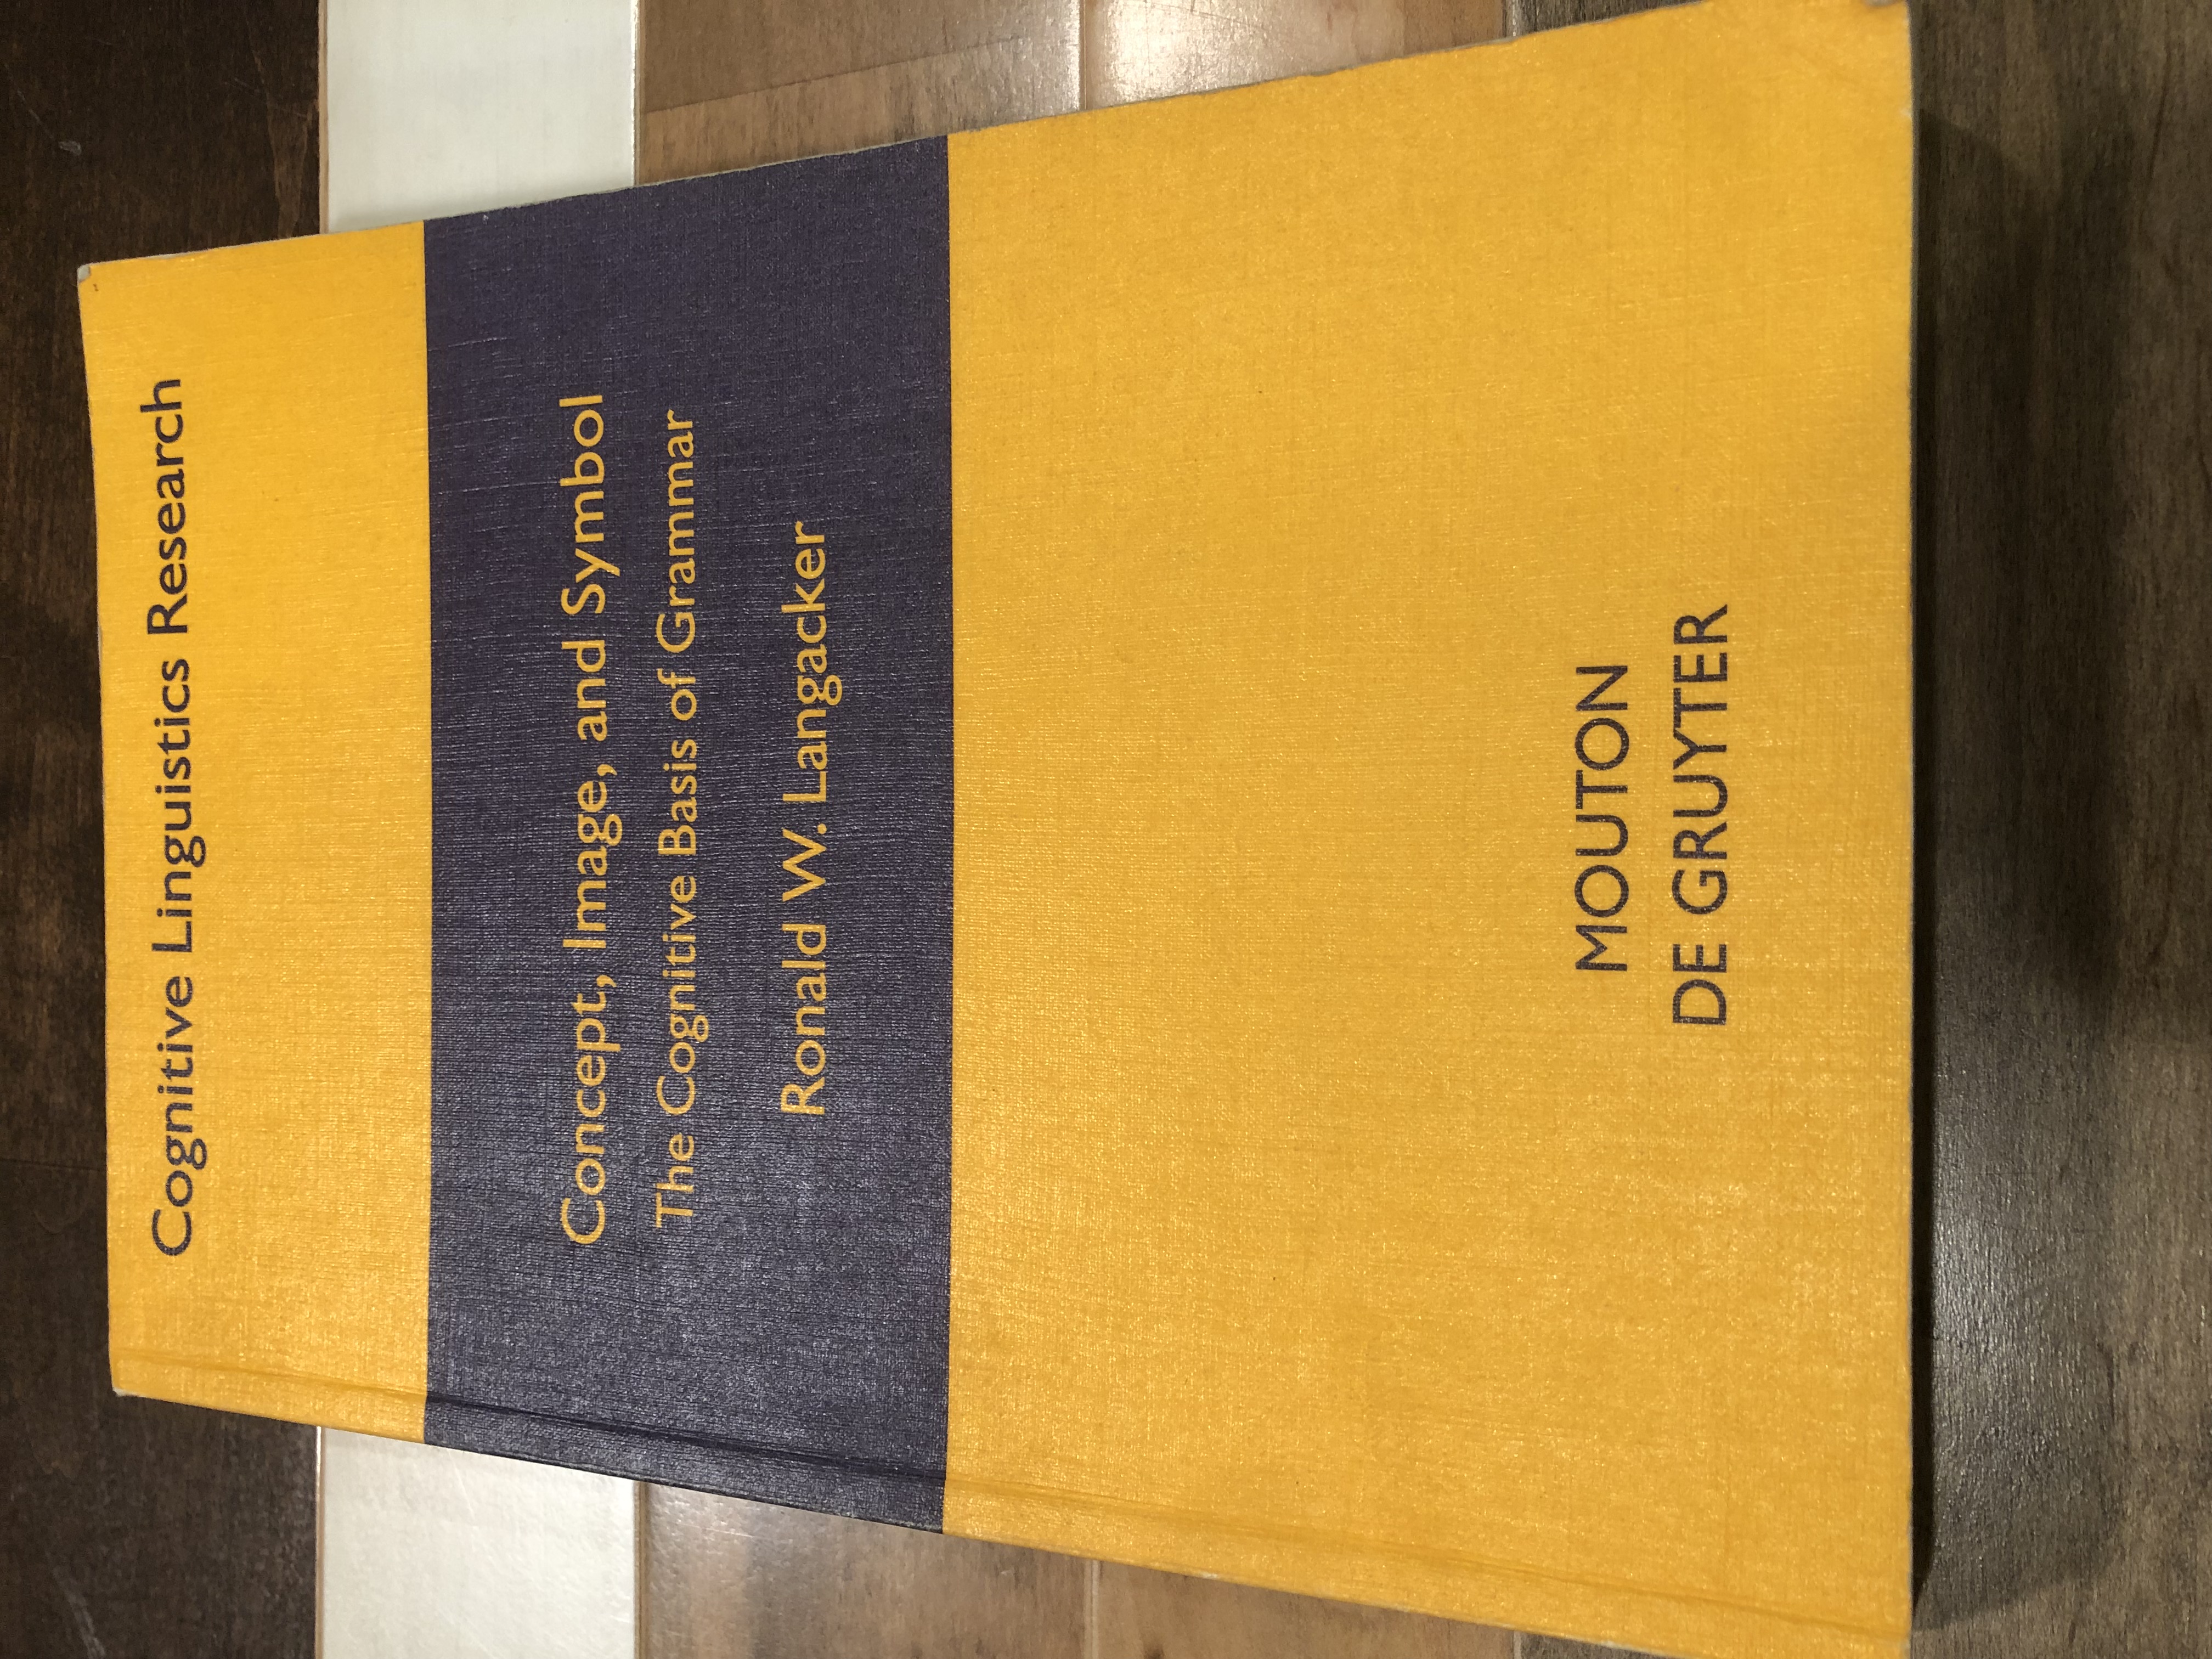 Cognitive Linguistics Research
Concept, Image, and Symbol
The Cognitive Basis of Grammar
Ronald W. Langacker
MOUTON
DE GRUYTER